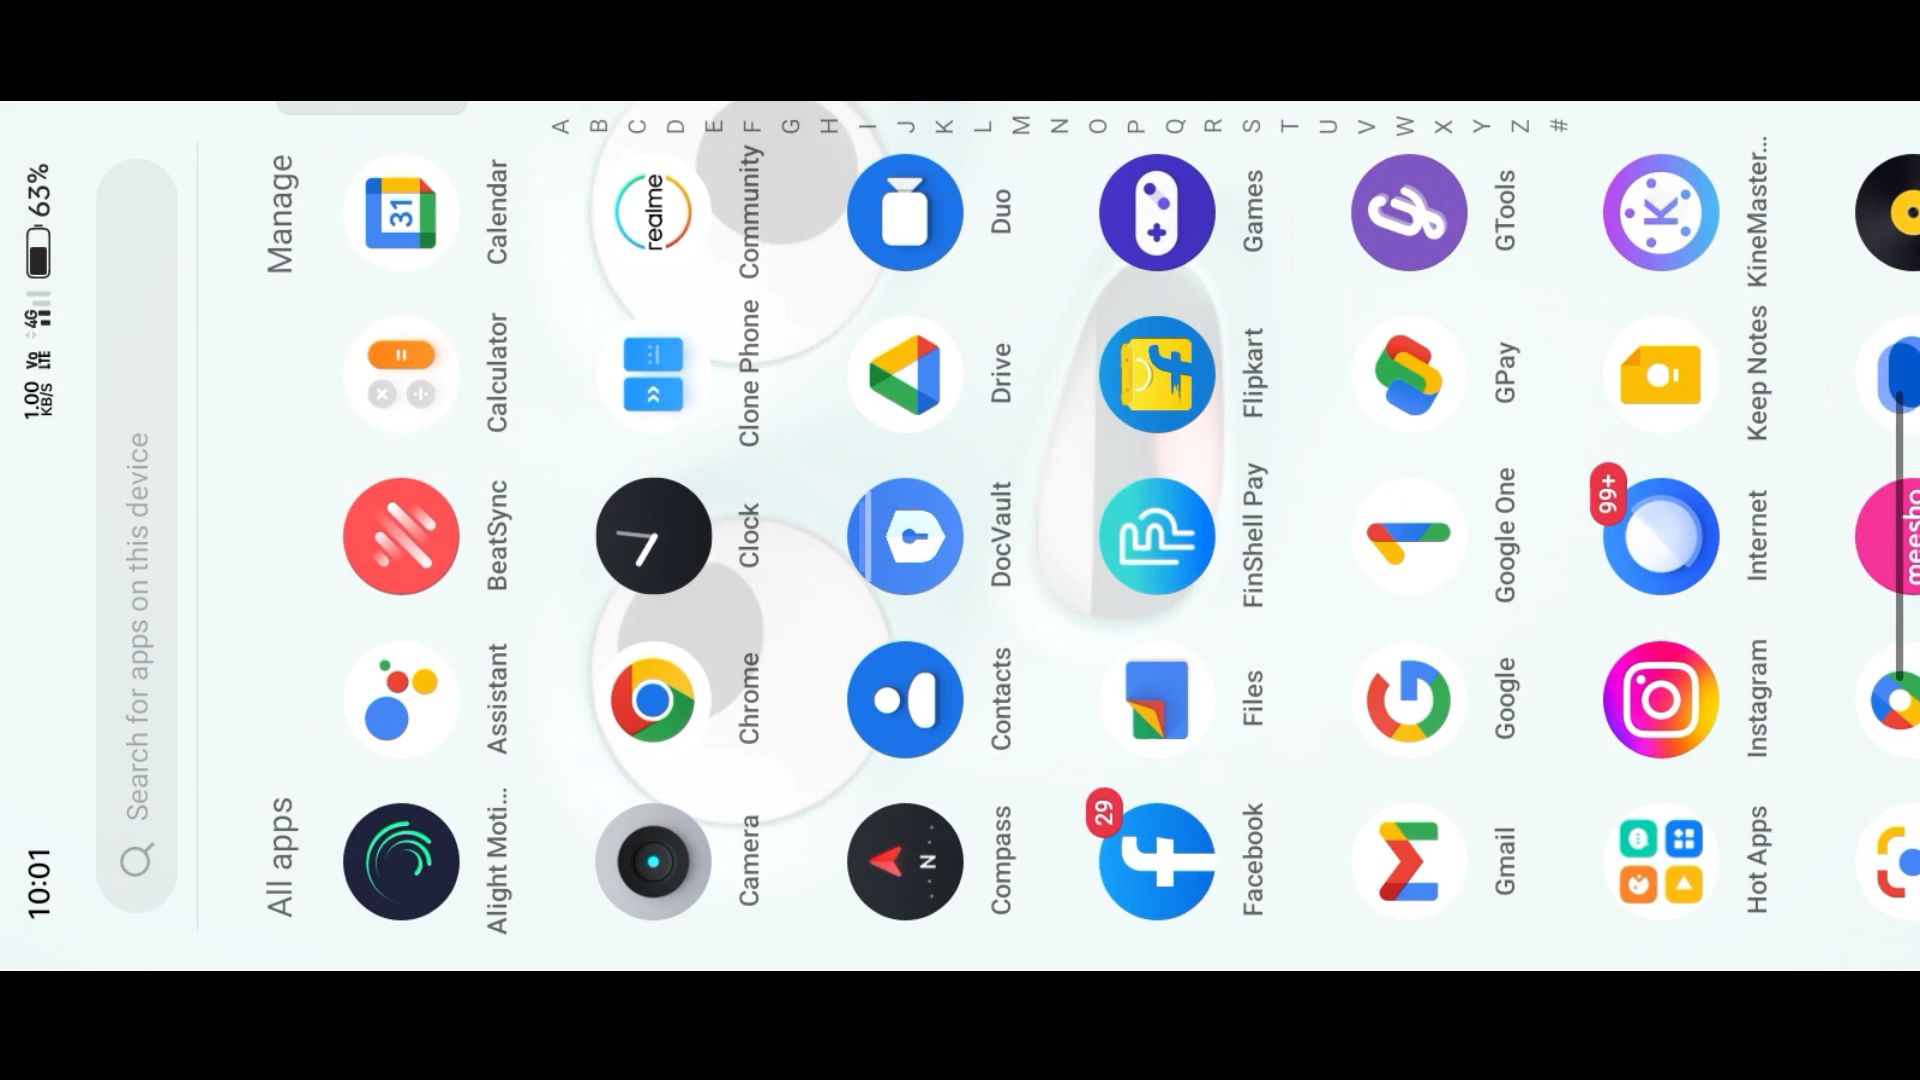 10:01
1.00 KB/S Vo LTE 4G 63%
Search for apps on this device
All apps
Manage
Alight Moti...
Assistant
BeatSync
Calculator
31
Calendar
Camera
Chrome
Clock
Clone Phone
realme
Community
N
Compass
Contacts
DocVault
Drive
Duo
29
Facebook
Files
FinShell Pay
Flipkart
Games
Gmail
Google
Google One
GPay
GTools
Hot Apps
Instagram
99+
Internet
Keep Notes
K
KineMaster...
meesho
A
B
C
D
E
F
G
H
I
J
K
L
M
N
O
P
Q
R
S
T
U
V
W
X
Y
Z
#